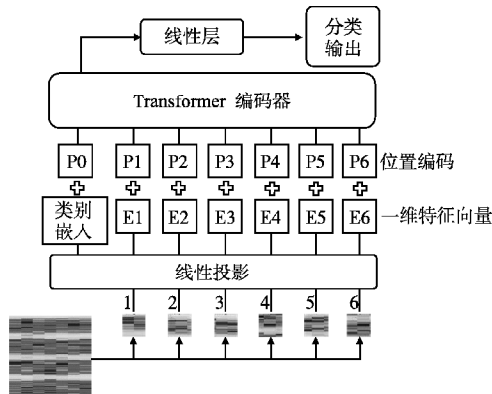 线性层
分类
输出
Transformer 编码器
P0 P1 P2 P3 P4 P5 P6 位置编码
类别
嵌入
E1 E2 E3 E4 E5 E6 一维特征向量
线性投影
1 2 3 4 5 6